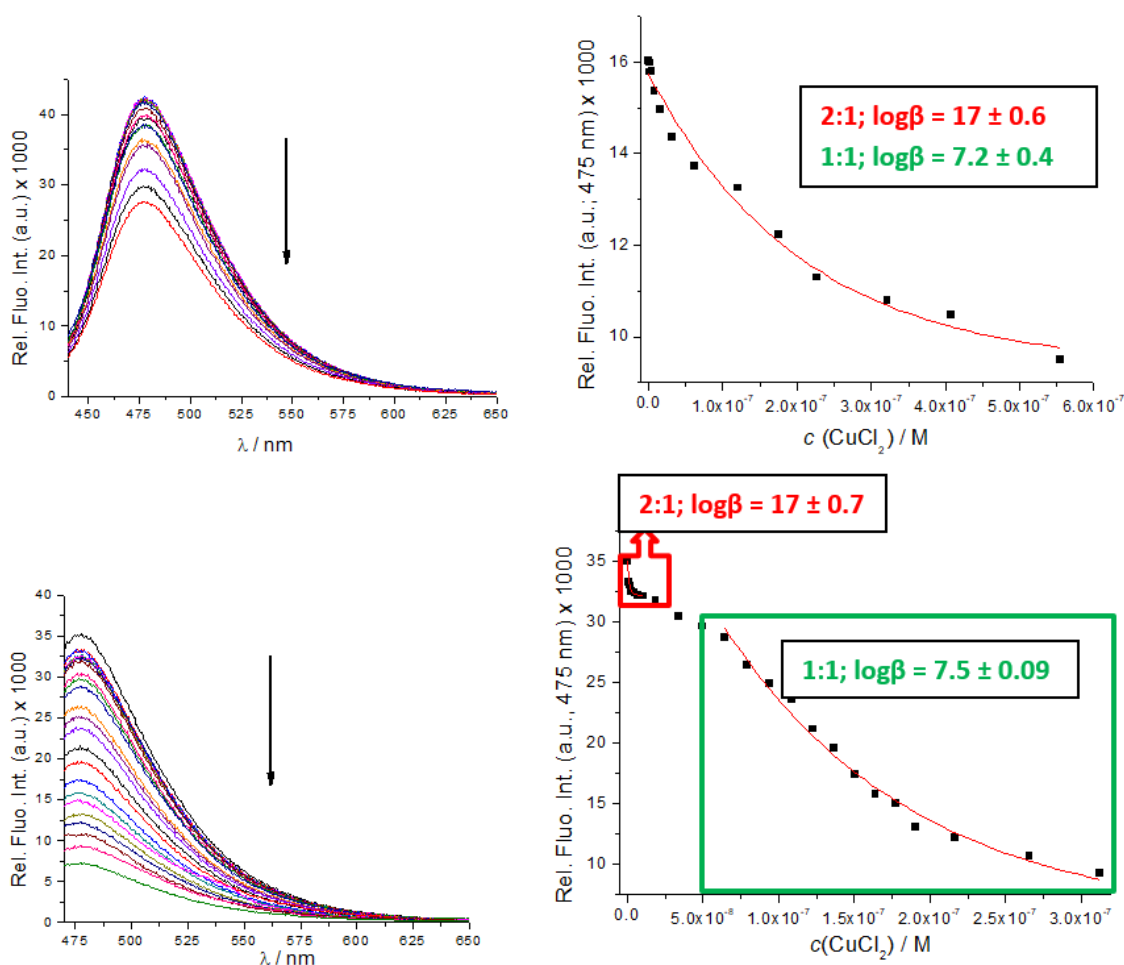 Rel. Fluo. Int. (a.u.) x 1000
40
30
20
10
0
450
475
500
525
550
575
600
625
650
λ / nm
Rel. Fluo. Int. (a.u.; 475 nm) x 1000
16
14
12
10
0.0
1.0x10⁻⁷
2.0x10⁻⁷
3.0x10⁻⁷
4.0x10⁻⁷
5.0x10⁻⁷
6.0x10⁻⁷
c (CuCl₂) / M
2:1; logβ = 17 ± 0.6
1:1; logβ = 7.2 ± 0.4
Rel. Fluo. Int. (a.u.) x 1000
40
35
30
25
20
15
10
5
0
475
500
525
550
575
600
625
650
λ / nm
2:1; logβ = 17 ± 0.7
Rel. Fluo. Int. (a.u., 475 nm) x 1000
35
30
25
20
15
10
0.0
5.0x10⁻⁸
1.0x10⁻⁷
1.5x10⁻⁷
2.0x10⁻⁷
2.5x10⁻⁷
3.0x10⁻⁷
c(CuCl₂) / M
1:1; logβ = 7.5 ± 0.09